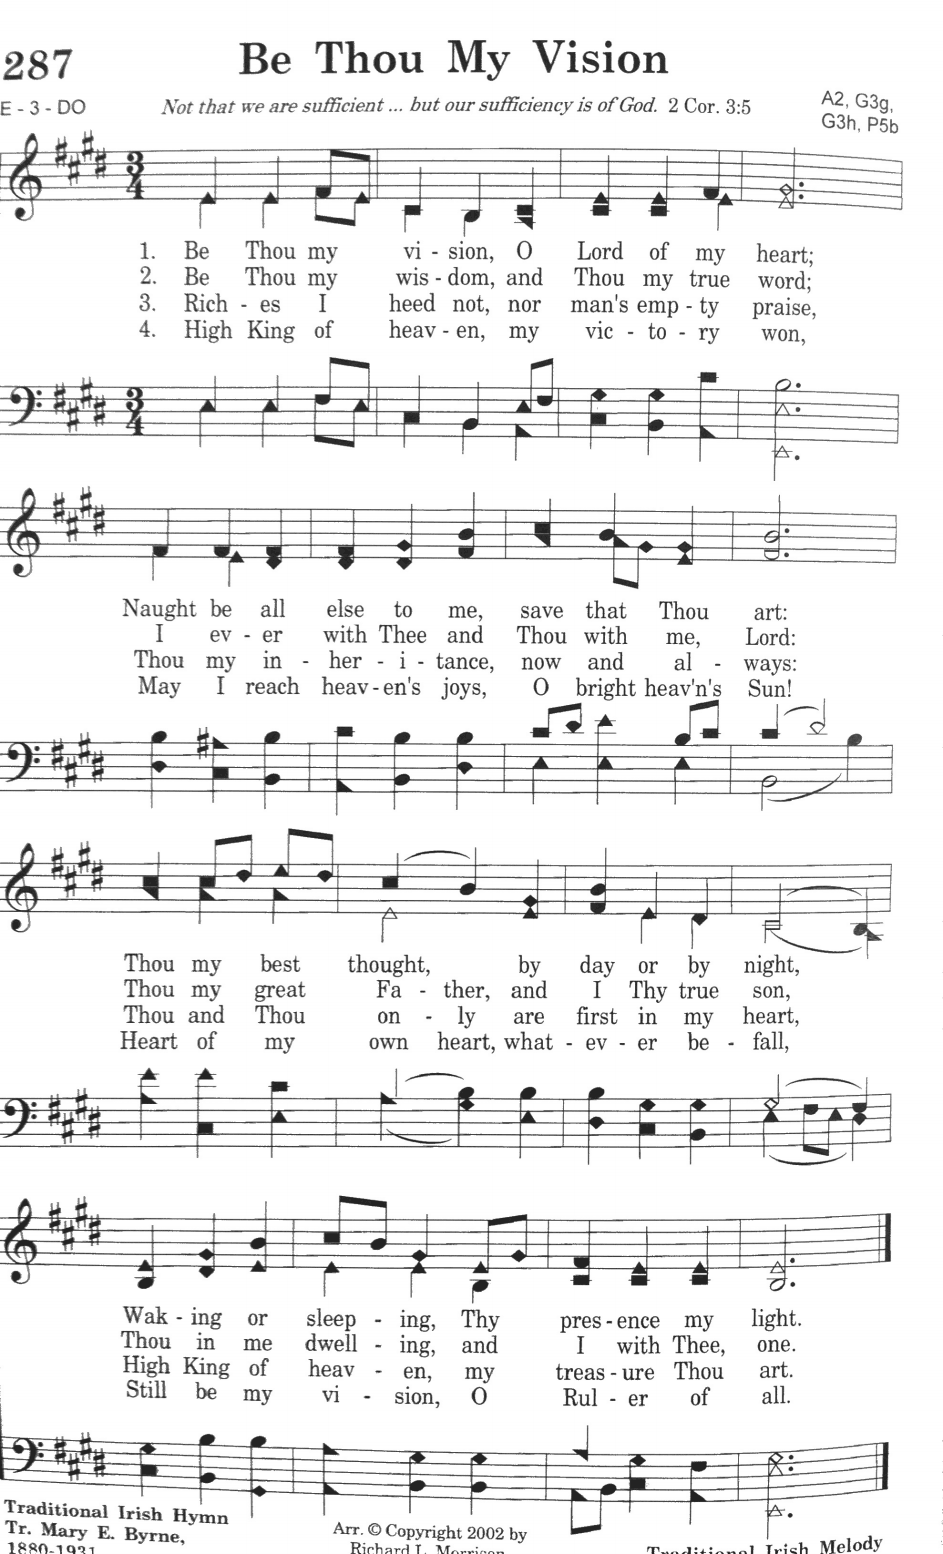 287
Be Thou My Vision
E - 3 - DO
Not that we are sufficient ... but our sufficiency is of God. 2 Cor. 3:5
A2, G3g,
G3h, P5b
3
4
1. Be Thou my vi - sion, O Lord of my heart;
2. Be Thou my wis - dom, and Thou my true word;
3. Rich - es I heed not, nor man's emp - ty praise,
4. High King of heav - en, my vic - to - ry won,
3
4
Naught be all else to me, save that Thou art:
I ev - er with Thee and Thou with me, Lord:
Thou my in - her - i - tance, now and al - ways:
May I reach heav - en's joys, O bright heav'n's Sun!
Thou my best thought, by day or by night,
Thou my great Fa - ther, and I Thy true son,
Thou and Thou on - ly are first in my heart,
Heart of my own heart, what - ev - er be - fall,
Wak - ing or sleep - ing, Thy pres - ence my light.
Thou in me dwell - ing, and I with Thee, one.
High King of heav - en, my treas - ure Thou art.
Still be my vi - sion, O Rul - er of all.
Traditional Irish Hymn
Tr. Mary E. Byrne,
1880-1931
Arr. © Copyright 2002 by
Richard L. Morrison
Traditional Irish Melody